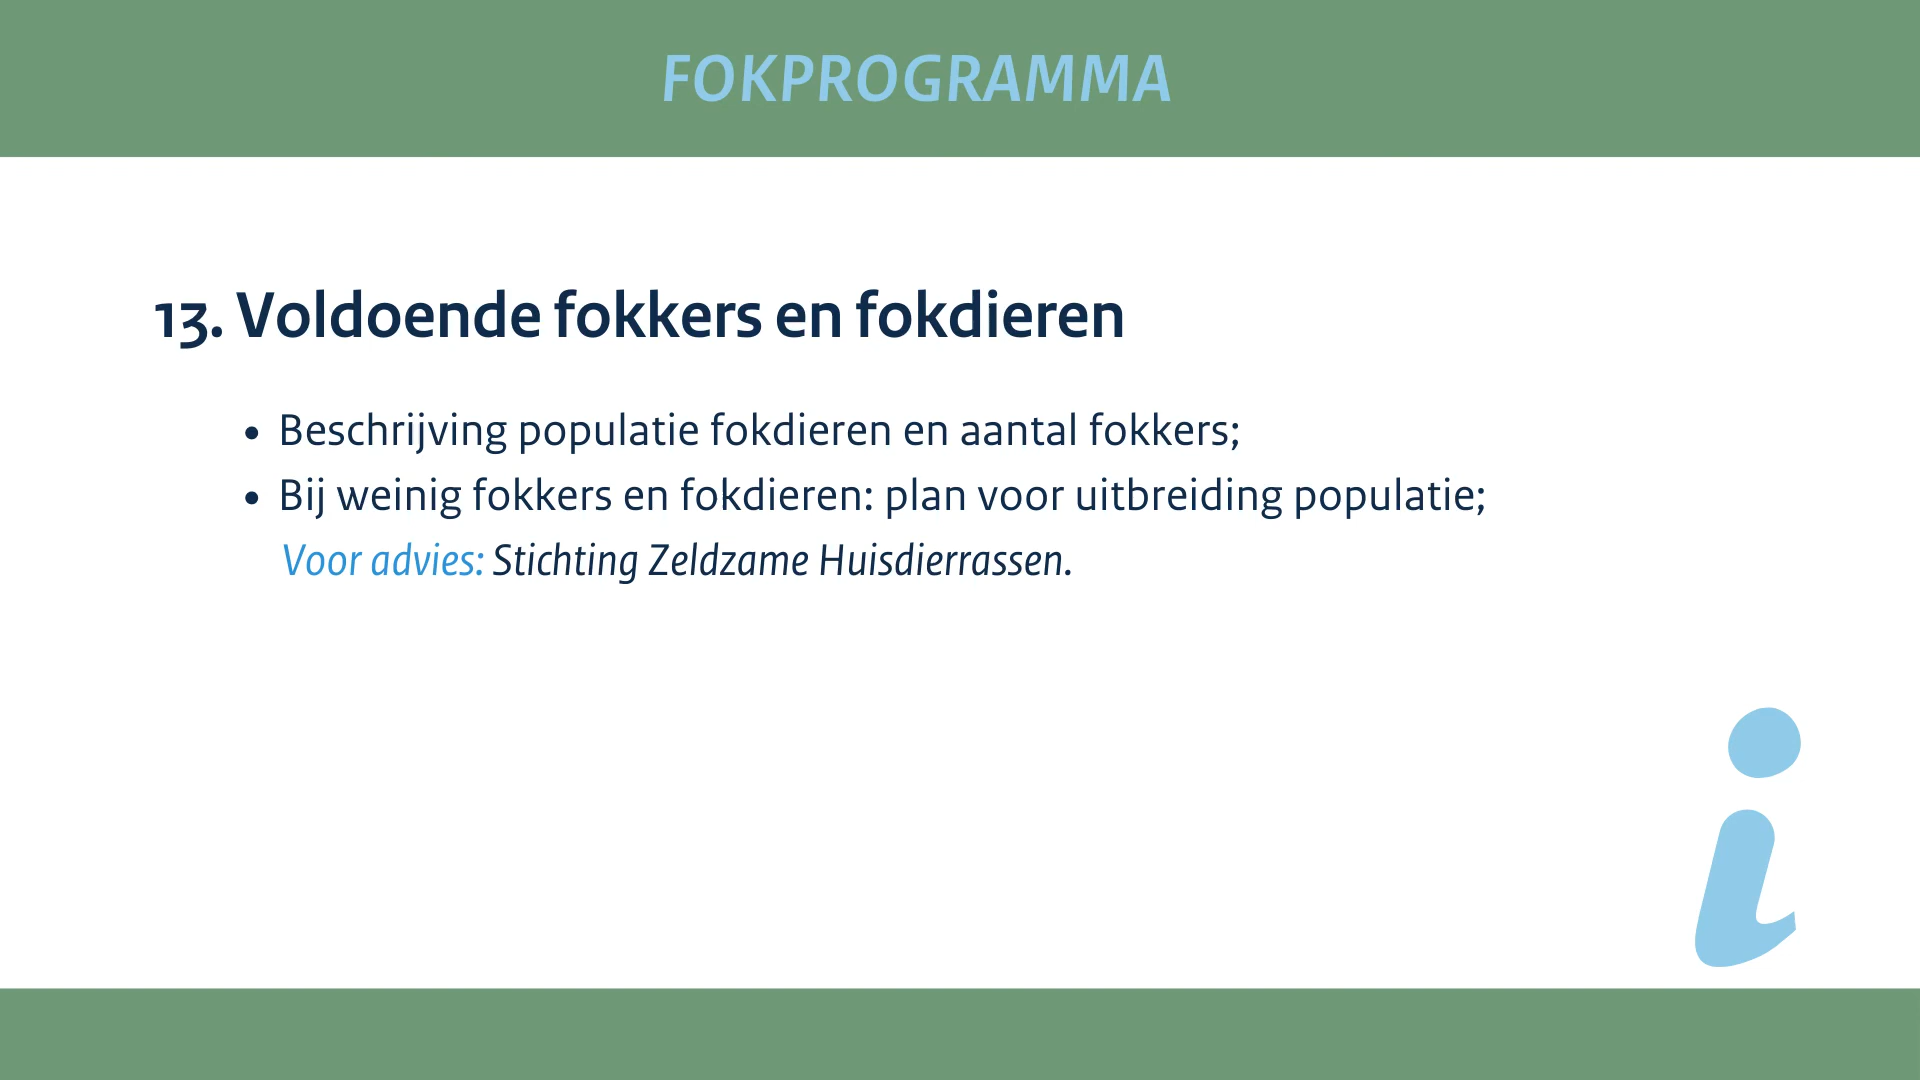 FOKPROGRAMMA
13. Voldoende fokkers en fokdieren
• Beschrijving populatie fokdieren en aantal fokkers;
• Bij weinig fokkers en fokdieren: plan voor uitbreiding populatie;
Voor advies: Stichting Zeldzame Huisdierrassen.
i